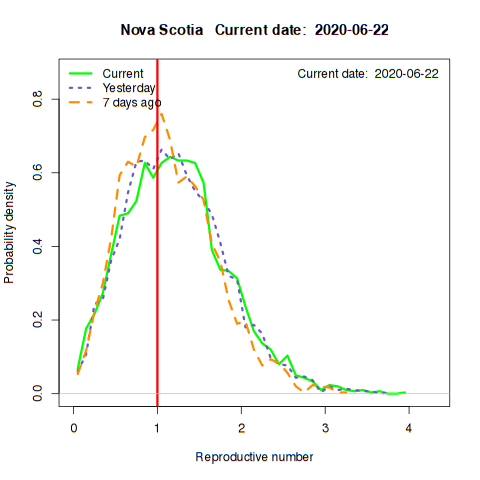 Nova Scotia Current date: 2020-06-22
Current date: 2020-06-22
Current
Yesterday
7 days ago
Probability density
0.8
0.6
0.4
0.2
0.0
0 1 2 3 4
Reproductive number